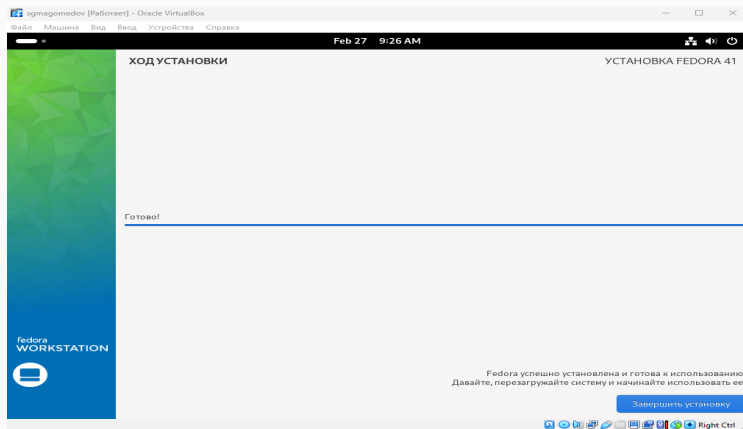 sgmagomedov [Работает] - Oracle VirtualBox
Файл Машина Вид Ввод Устройства Справка
Feb 27 9:26 AM
ХОД УСТАНОВКИ
УСТАНОВКА FEDORA 41
Готово!
fedora
WORKSTATION
Fedora успешно установлена и готова к использованию
Давайте, перезагружайте систему и начинайте использовать ее
Завершить установку
Right Ctrl